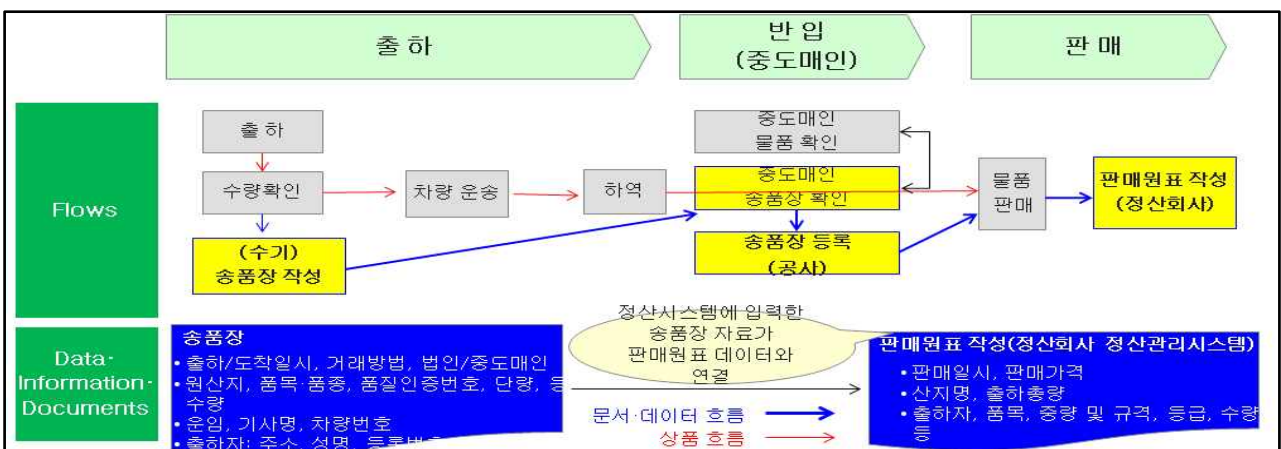 출 하
반 입
(중도매인)
판 매
Flows
출 하
수량확인
(수기)
송품장 작성
차량 운송
하역
중도매인
물품 확인
중도매인
송품장 확인
송품장 등록
(공사)
물품
판매
판매원표 작성
(정산회사)
Data·
Information·
Documents
송품장
• 출하/도착일시, 거래방법, 법인/중도매인
• 원산지, 품목·품종, 품질인증번호, 단량, 등
수량
• 운임, 기사명, 차량번호
• 출하자: 주소, 성명, 등록번호
정산시스템에 입력한
송품장 자료가
판매원표 데이터와
연결
문서·데이터 흐름
상품 흐름
판매원표 작성(정산회사 정산관리시스템)
• 판매일시, 판매가격
• 산지명, 출하총량
• 출하자, 품목, 중량 및 규격, 등급, 수량
등